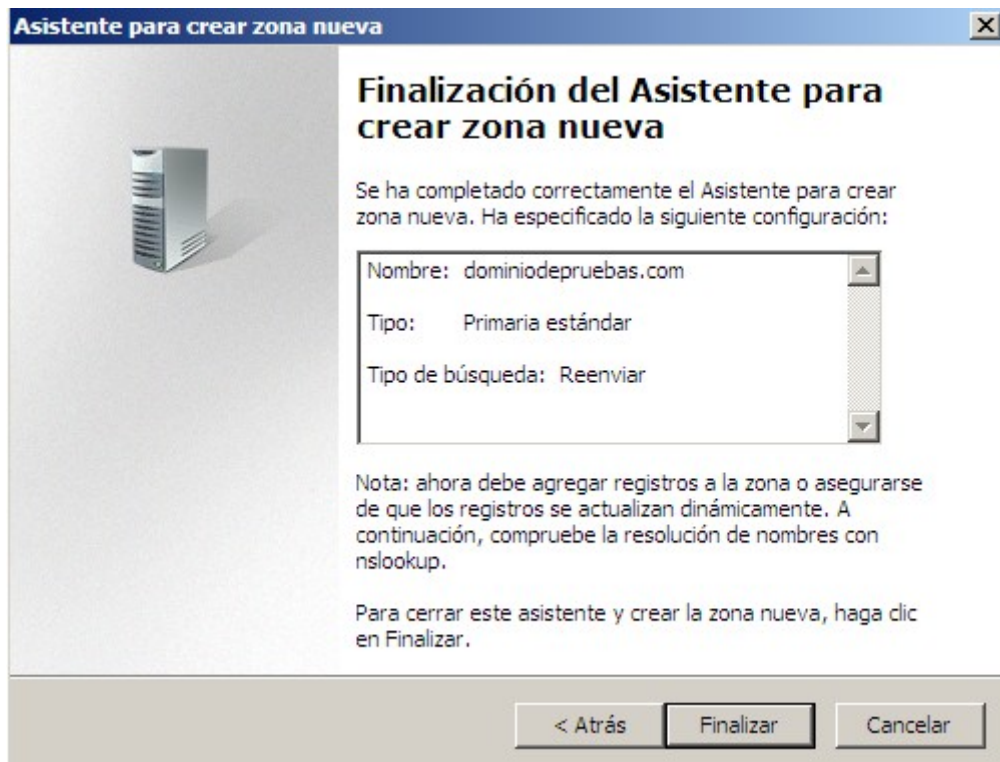 Asistente para crear zona nueva
Finalización del Asistente para
crear zona nueva
Se ha completado correctamente el Asistente para crear
zona nueva. Ha especificado la siguiente configuración:
Nombre: dominiodepruebas.com
Tipo: Primaria estándar
Tipo de búsqueda: Reenviar
Nota: ahora debe agregar registros a la zona o asegurarse
de que los registros se actualizan dinámicamente. A
continuación, compruebe la resolución de nombres con
nslookup.
Para cerrar este asistente y crear la zona nueva, haga clic
en Finalizar.
< Atrás Finalizar Cancelar